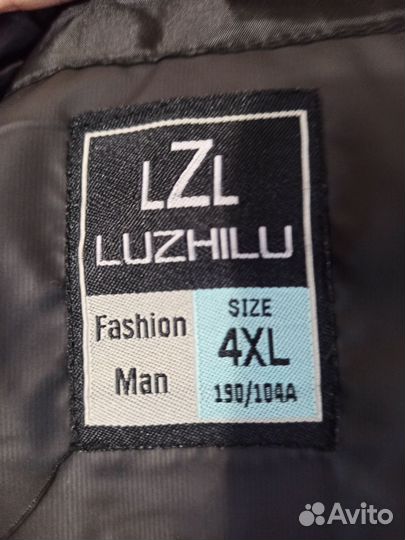 LZL
LUZHILU
Fashion
Man
SIZE
4XL
190/104A
Avito